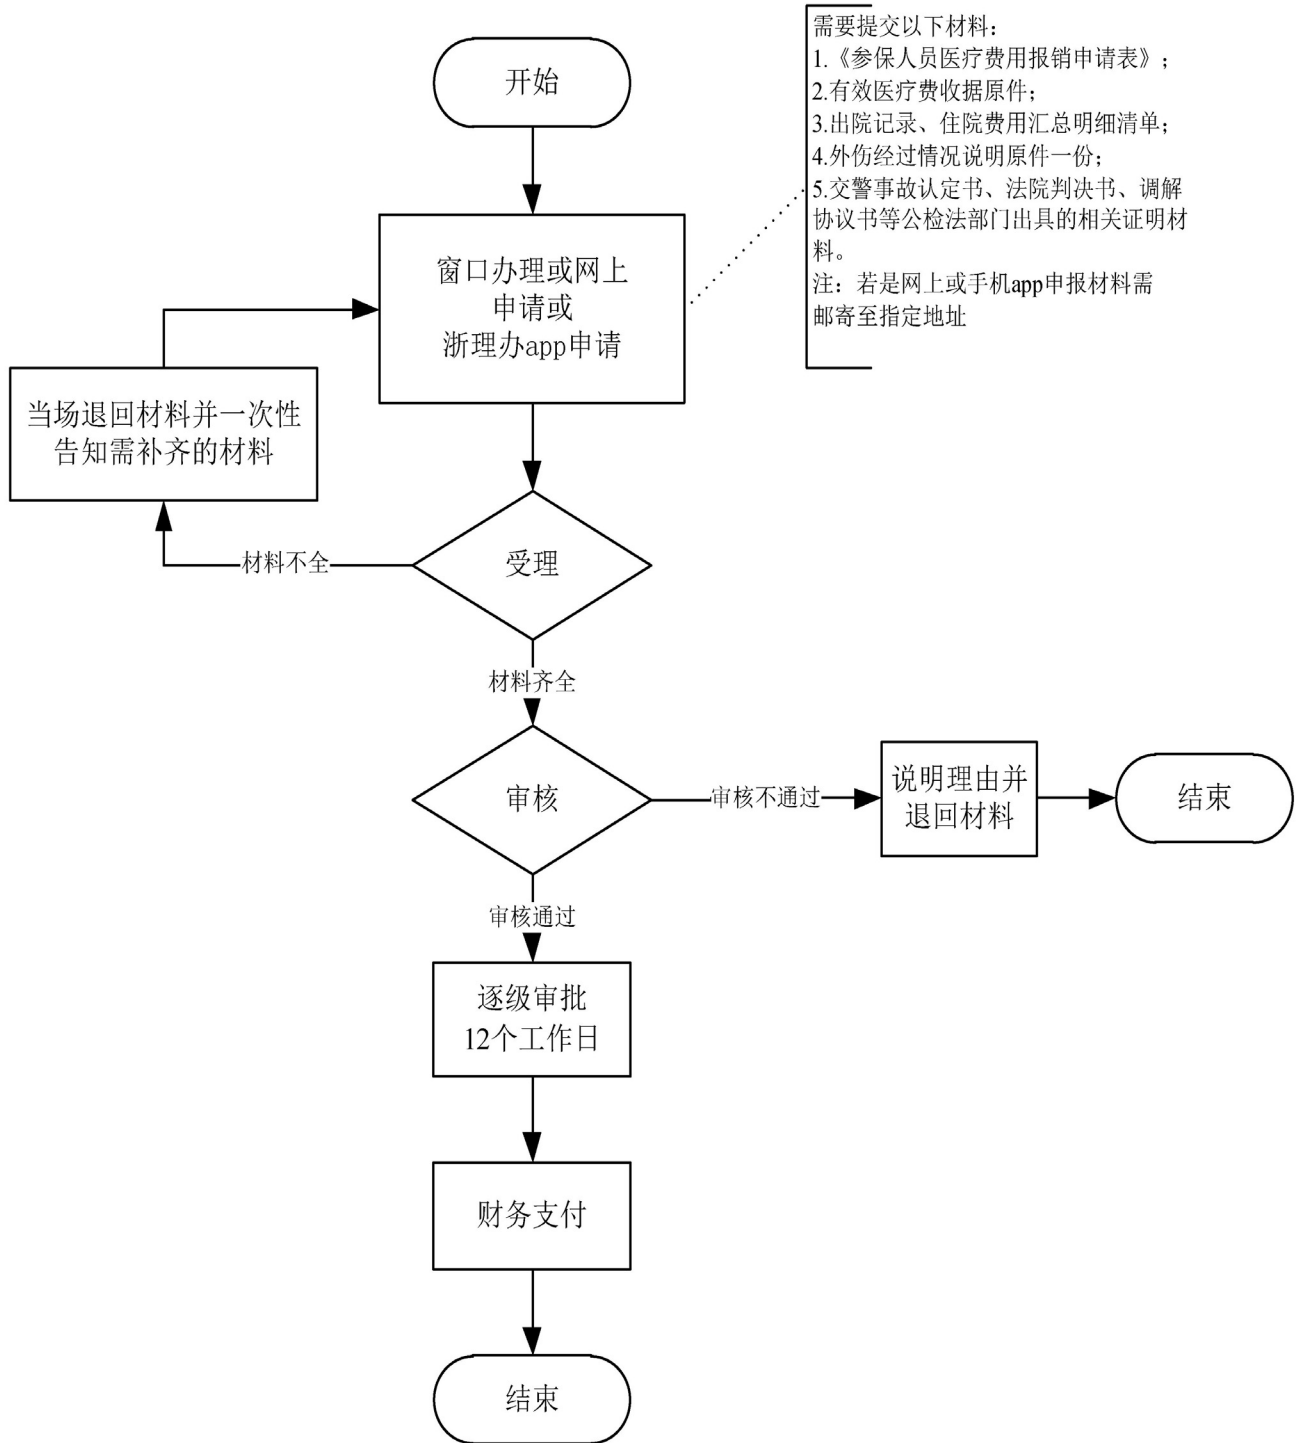 开始
需要提交以下材料：
1.《参保人员医疗费用报销申请表》；
2.有效医疗费收据原件；
3.出院记录、住院费用汇总明细清单；
4.外伤经过情况说明原件一份；
5.交警事故认定书、法院判决书、调解
协议书等公检法部门出具的相关证明材
料。
注：若是网上或手机app申报材料需
邮寄至指定地址
窗口办理或网上
申请或
浙理办app申请
当场退回材料并一次性
告知需补齐的材料
材料不全
受理
材料齐全
审核
审核不通过
说明理由并
退回材料
结束
审核通过
逐级审批
12个工作日
财务支付
结束